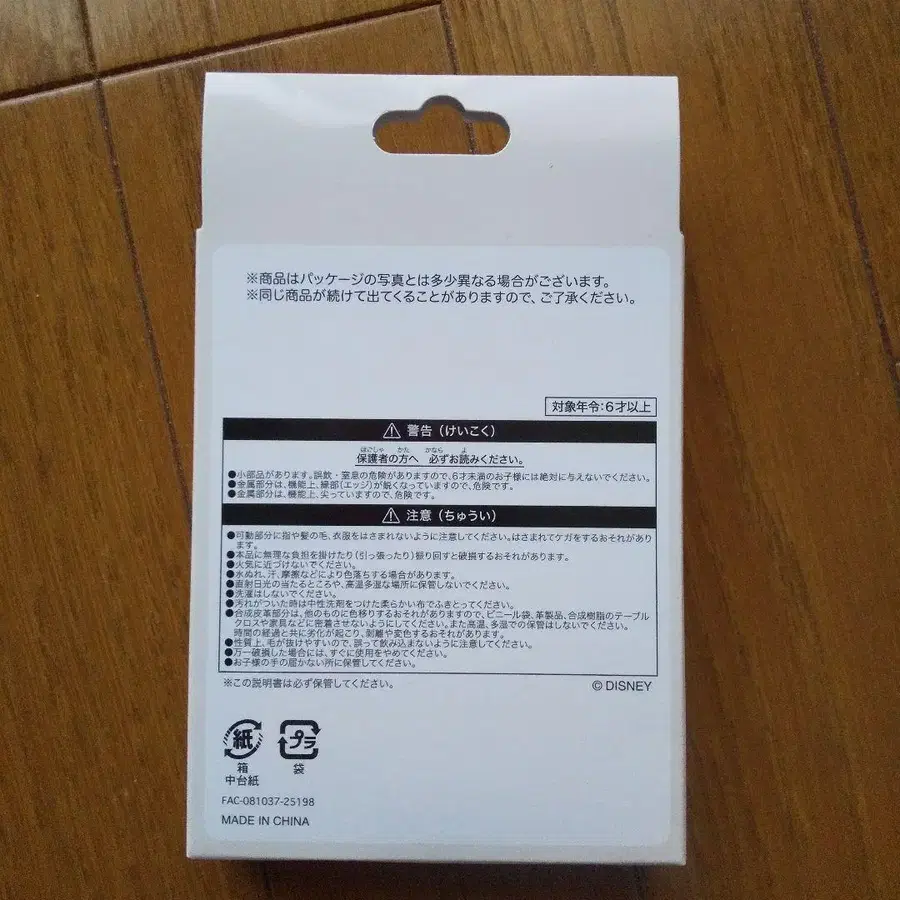 ※商品はパッケージの写真とは多少異なる場合がございます。
※同じ商品が続けて出てくることがありますので、ご了承ください。
対象年令：6才以上
⚠ 警告（けいこく）
ほごしゃ かた かなら よ
保護者の方へ 必ずお読みください。
●小部品があります。誤飲・窒息の危険がありますので、6才未満のお子様には絶対に与えないでください。
●金属部分は、機能上、縁部（エッジ）が鋭くなっていますので、危険です。
●金属部分は、機能上、尖っていますので、危険です。
⚠ 注意（ちゅうい）
●可動部分に指や髪の毛、衣服をはさまれないように注意してください。はさまれてケガをするおそれがあり
ます。
●本品に無理な負担を掛けたり（引っ張ったり）振り回すと破損するおそれがあります。
●火気に近づけないでください。
●水ぬれ、汗、摩擦などにより色落ちする場合があります。
●直射日光の当たるところや、高温多湿な場所に保管しないでください。
●洗濯はしないでください。
●汚れがついた時は中性洗剤をつけた柔らかい布でふきとってください。
●合成皮革部分は、他のものに色移りするおそれがありますので、ビニール袋、革製品、合成樹脂のテーブル
クロスや家具などに密着させないようにしてください。また高温、多湿での保管はしないでください。
時間の経過と共に劣化が起こり、剥離や変色するおそれがあります。
●性質上、毛が抜けやすいので、誤って飲み込まないように注意してください。
●万一破損した場合には、すぐに使用をやめてください。
●お子様の手の届かない所に保管してください。
※この説明書は必ず保管してください。
© DISNEY
紙 プラ
箱 袋
中台紙
FAC-081037-25198
MADE IN CHINA